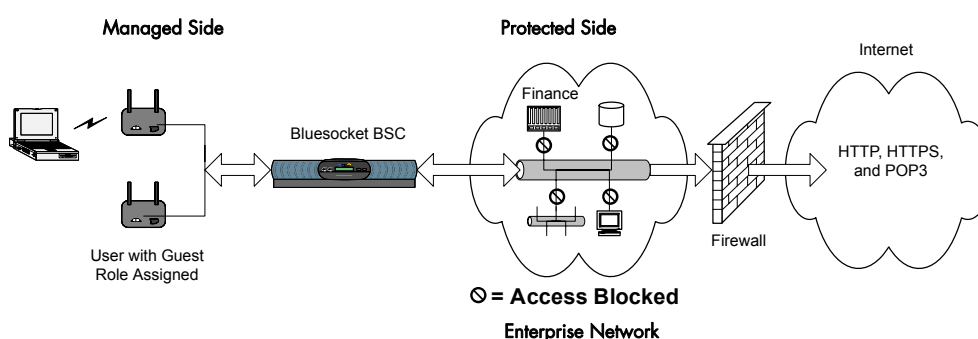 Managed Side
Protected Side
Internet
Finance
Bluesocket BSC
HTTP, HTTPS,
and POP3
Firewall
User with Guest
Role Assigned
= Access Blocked
Enterprise Network